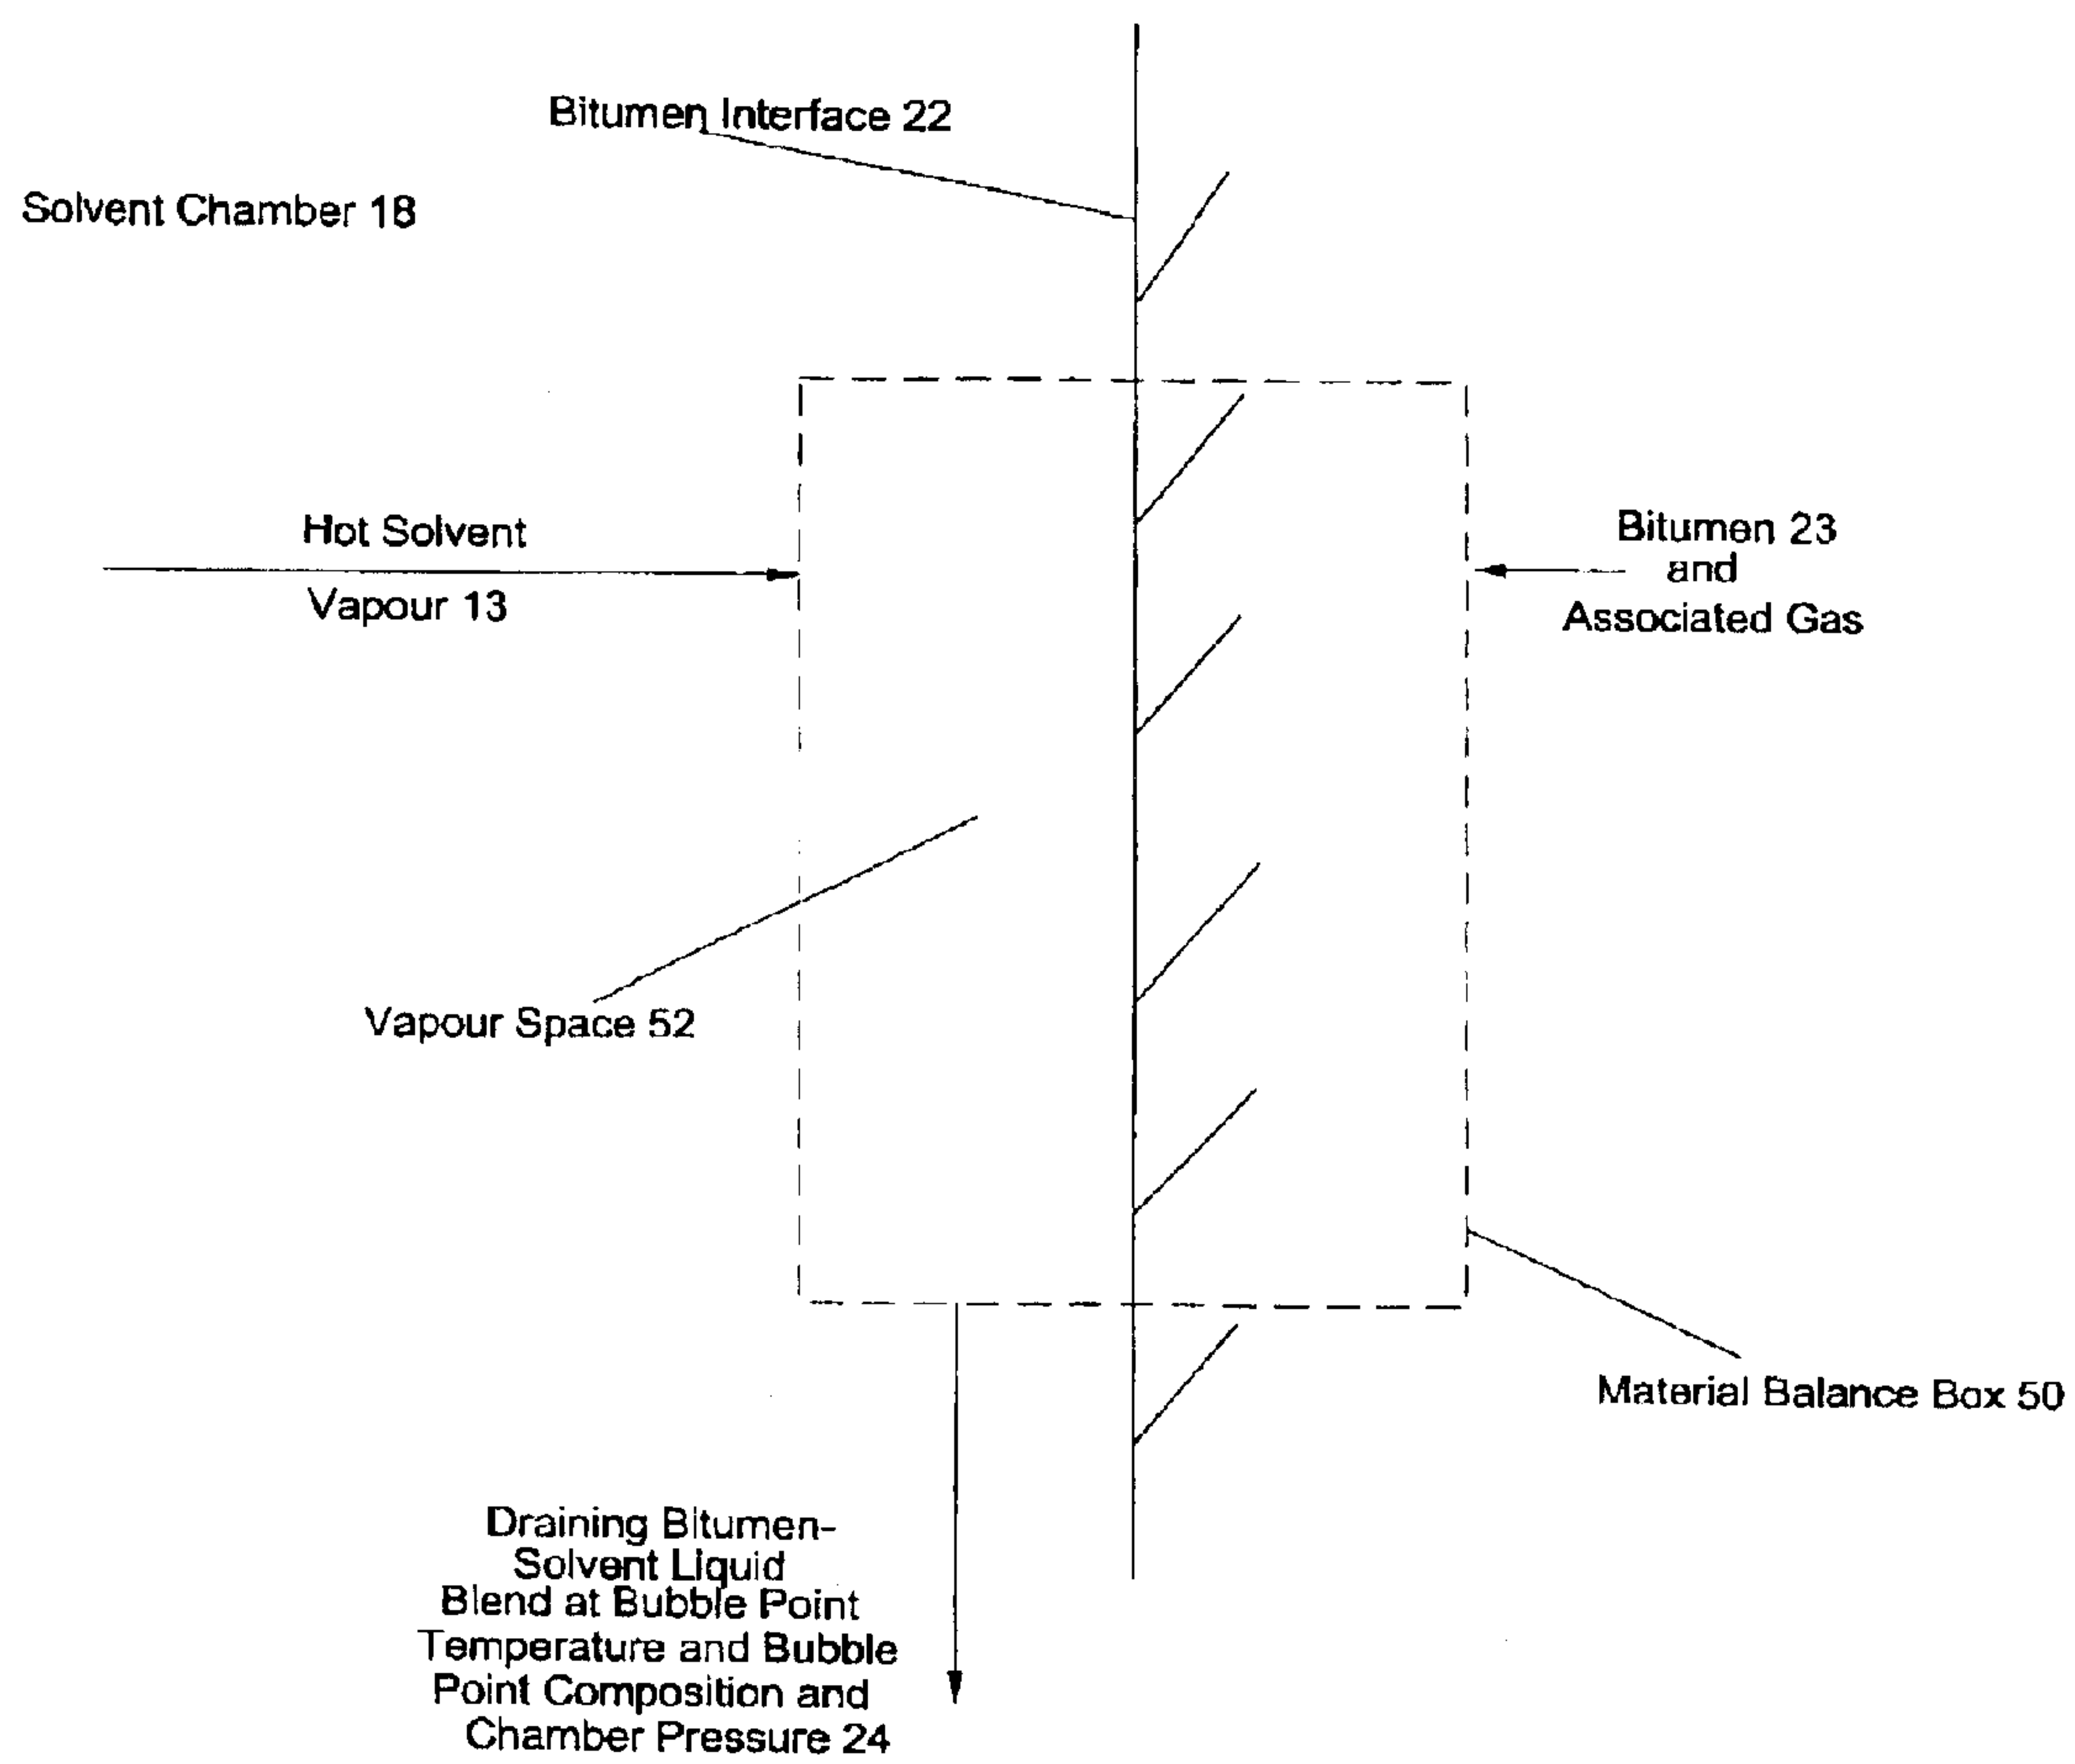 Bitumen Interface 22
Solvent Chamber 18
Hot Solvent
Vapour 13
Bitumen 23
and
Associated Gas
Vapour Space 52
Material Balance Box 50
Draining Bitumen-
Solvent Liquid
Blend at Bubble Point
Temperature and Bubble
Point Composition and
Chamber Pressure 24